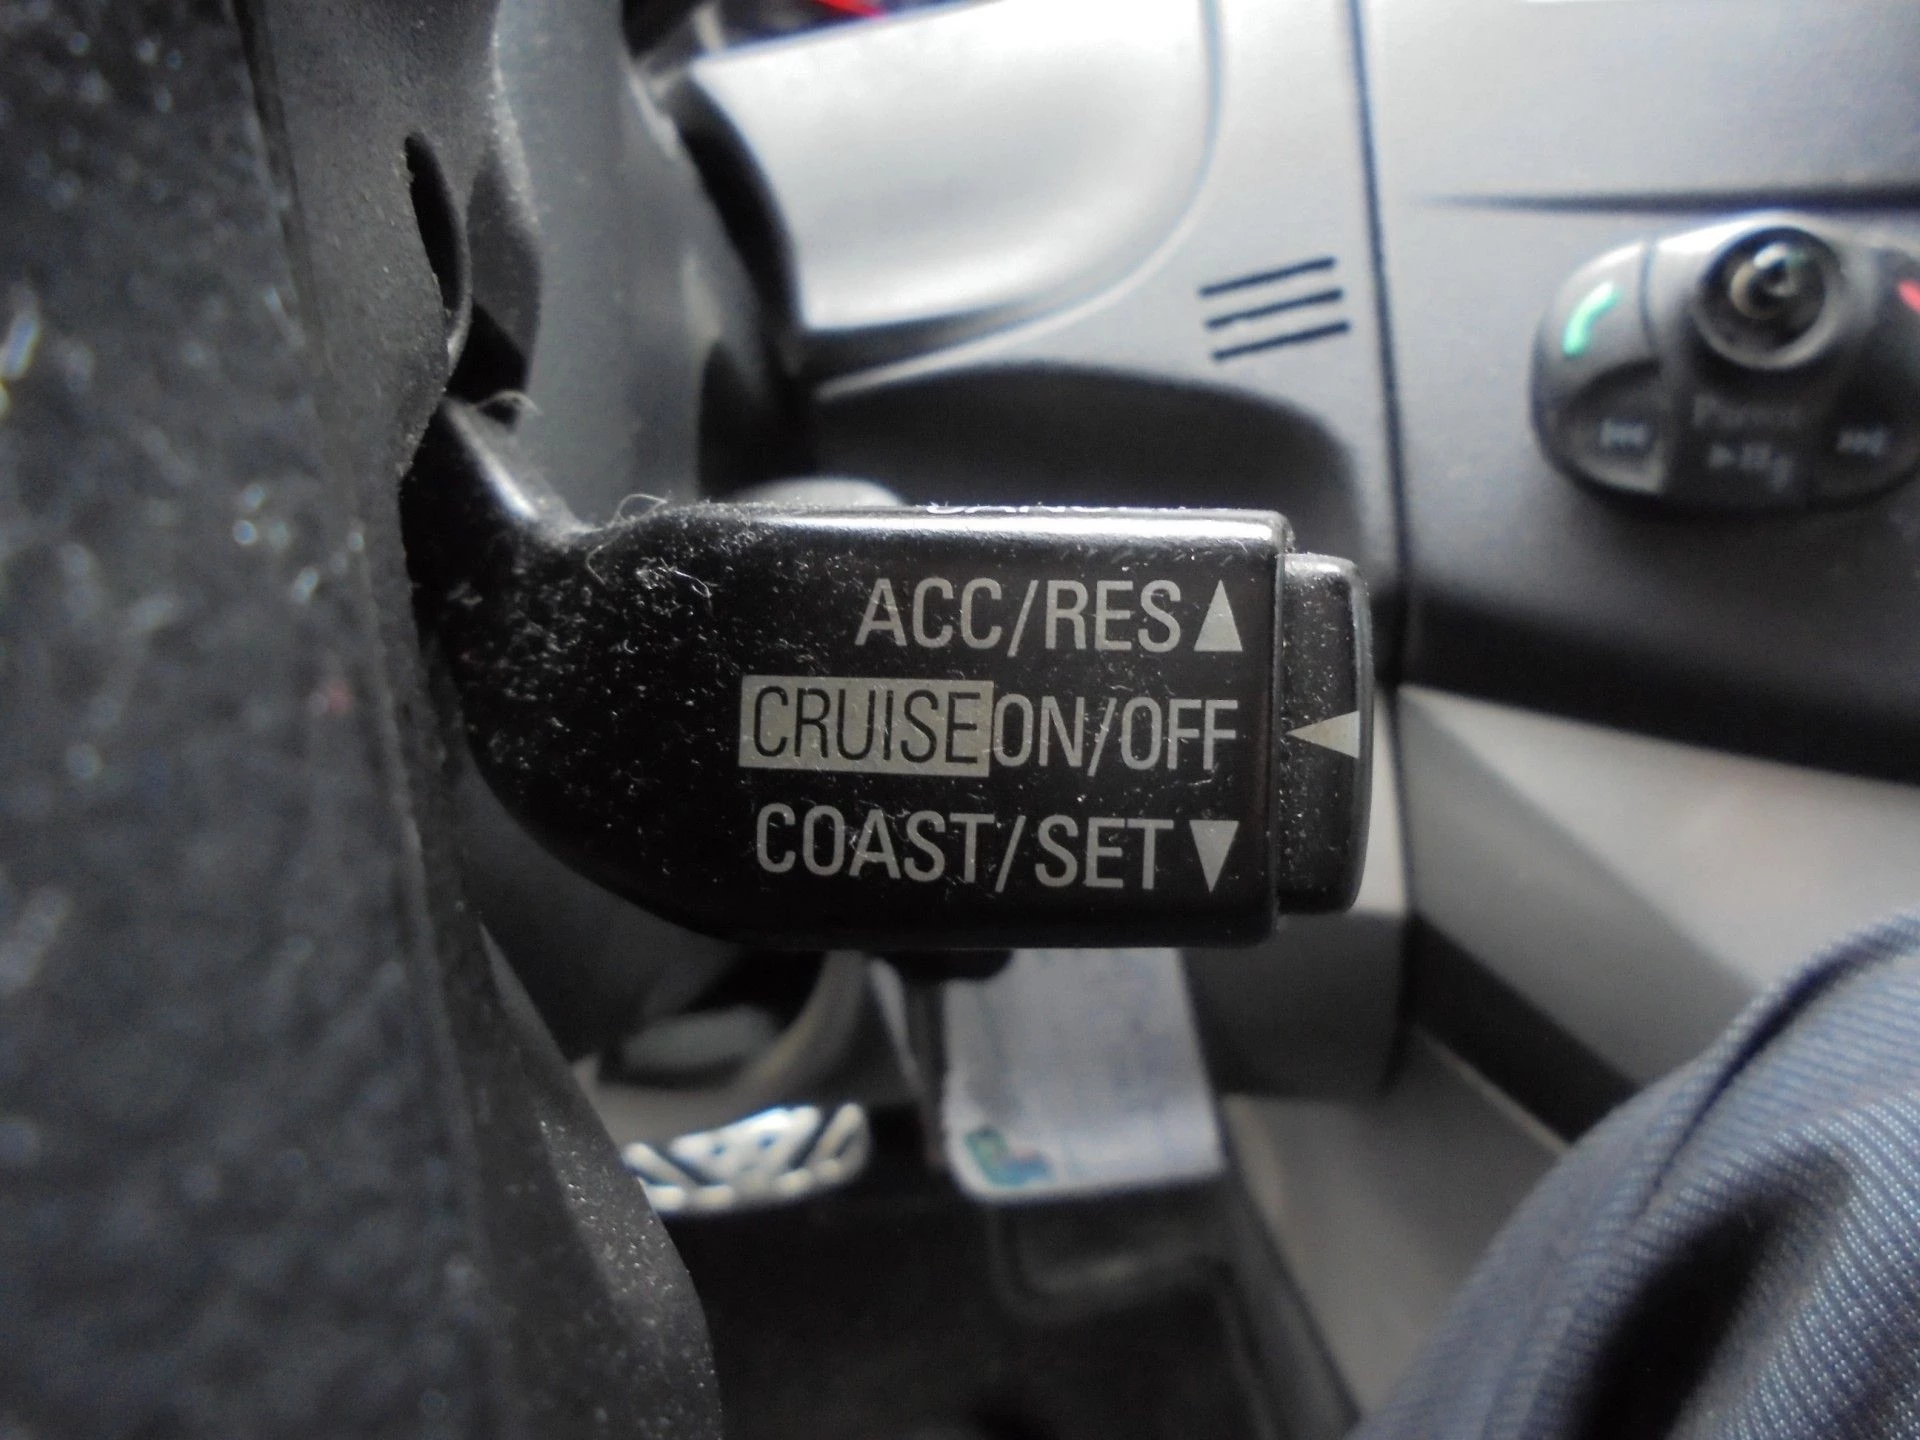 ACC/RES▲
CRUISE ON/OFF ◀
COAST/SET▼